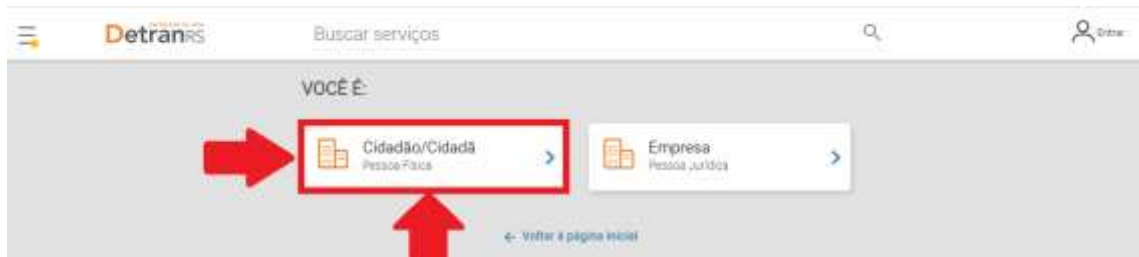 DetranRS
Buscar serviços
Entrar
VOCÊ É:
Cidadão/Cidadã
Pessoa Física
Empresa
Pessoa Jurídica
← Voltar à página inicial